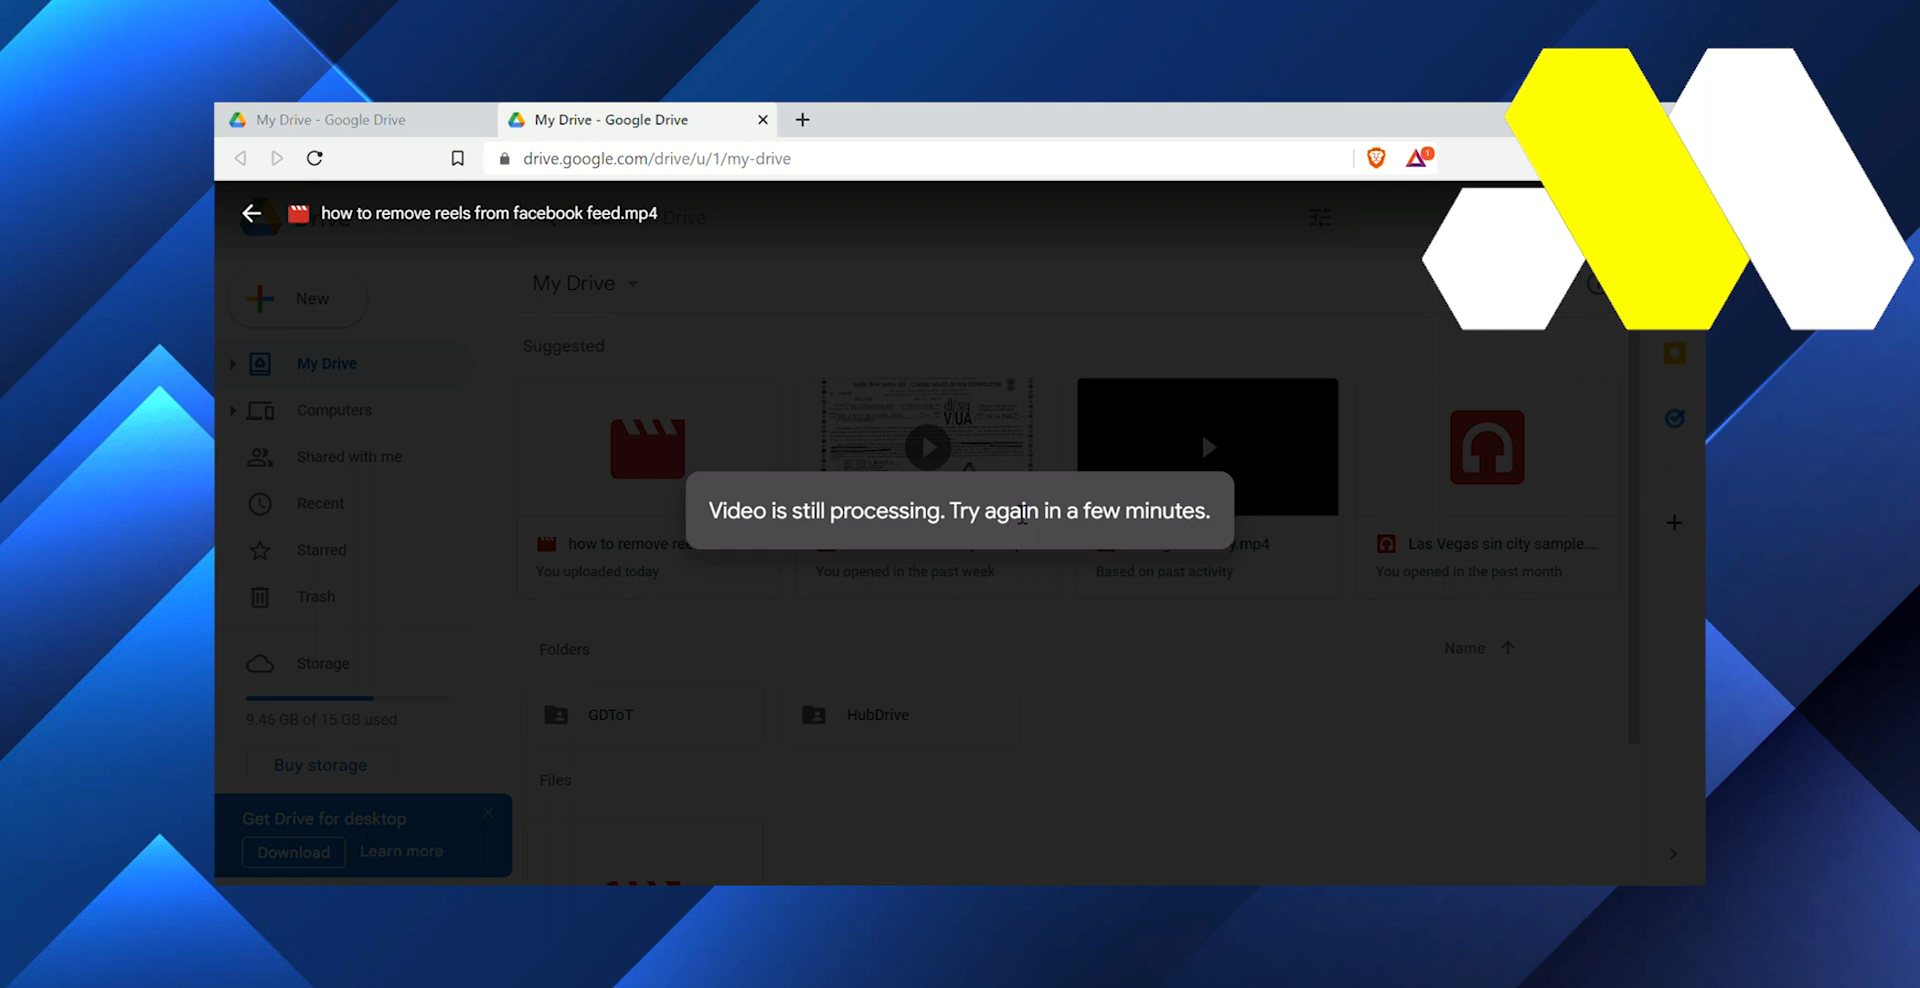 My Drive - Google Drive
My Drive - Google Drive
drive.google.com/drive/u/1/my-drive
1
how to remove reels from facebook feed.mp4
Drive
New
My Drive
Suggested
My Drive
Computers
Shared with me
Recent
Starred
Trash
V/UA
Video is still processing. Try again in a few minutes.
how to remove re
y.mp4
Las Vegas sin city sample....
You uploaded today
You opened in the past week
Based on past activity
You opened in the past month
Folders
Name
Storage
9.46 GB of 15 GB used
GDToT
HubDrive
Buy storage
Files
Get Drive for desktop
Download
Learn more